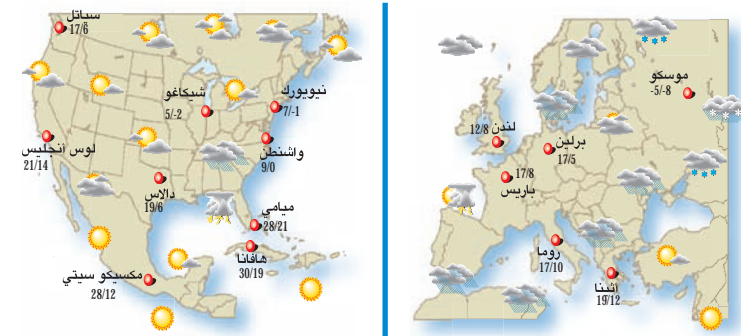 سياتل
17/6
شيكاغو
5/-2
نيويورك
7/-1
واشنطن
9/0
لوس أنجليس
21/14
دالاس
19/6
ميامي
28/21
هافانا
30/19
مكسيكو سيتي
28/12
موسكو
-5/-8
لندن
12/8
برلين
17/5
17/8
باريس
روما
17/10
أثينا
19/12